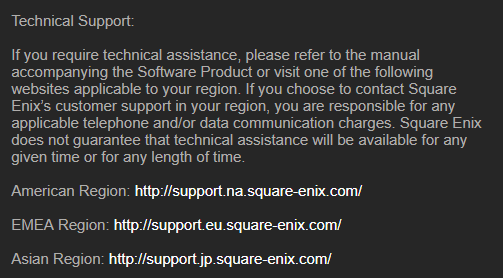 Technical Support:
If you require technical assistance, please refer to the manual
accompanying the Software Product or visit one of the following
websites applicable to your region. If you choose to contact Square
Enix's customer support in your region, you are responsible for any
applicable telephone and/or data communication charges. Square Enix
does not guarantee that technical assistance will be available for any
given time or for any length of time.
American Region: http://support.na.square-enix.com/
EMEA Region: http://support.eu.square-enix.com/
Asian Region: http://support.jp.square-enix.com/